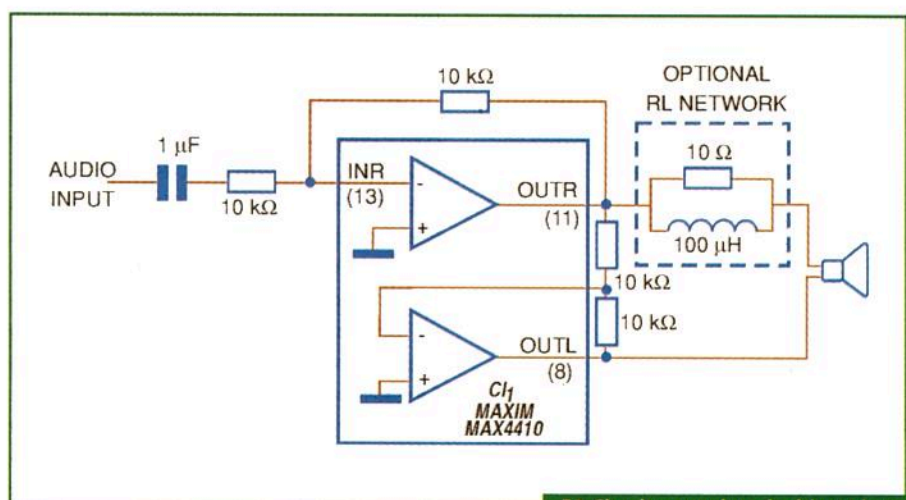 10 kΩ
OPTIONAL
RL NETWORK
10 Ω
100 µH
AUDIO
INPUT
1 µF
10 kΩ
INR
(13)
-
+
OUTR
(11)
10 kΩ
10 kΩ
-
+
OUTL
(8)
CI1
MAXIM
MAX4410